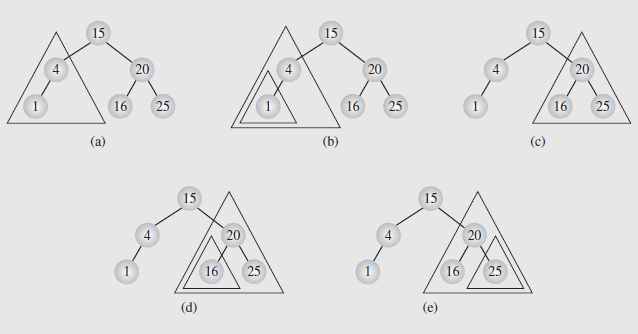 15 15 15
4 20 4 20 4 20
1 16 25 1 16 25 1 16 25
(a) (b) (c)
15 15
4 20 4 20
1 16 25 1 16 25
(d) (e)